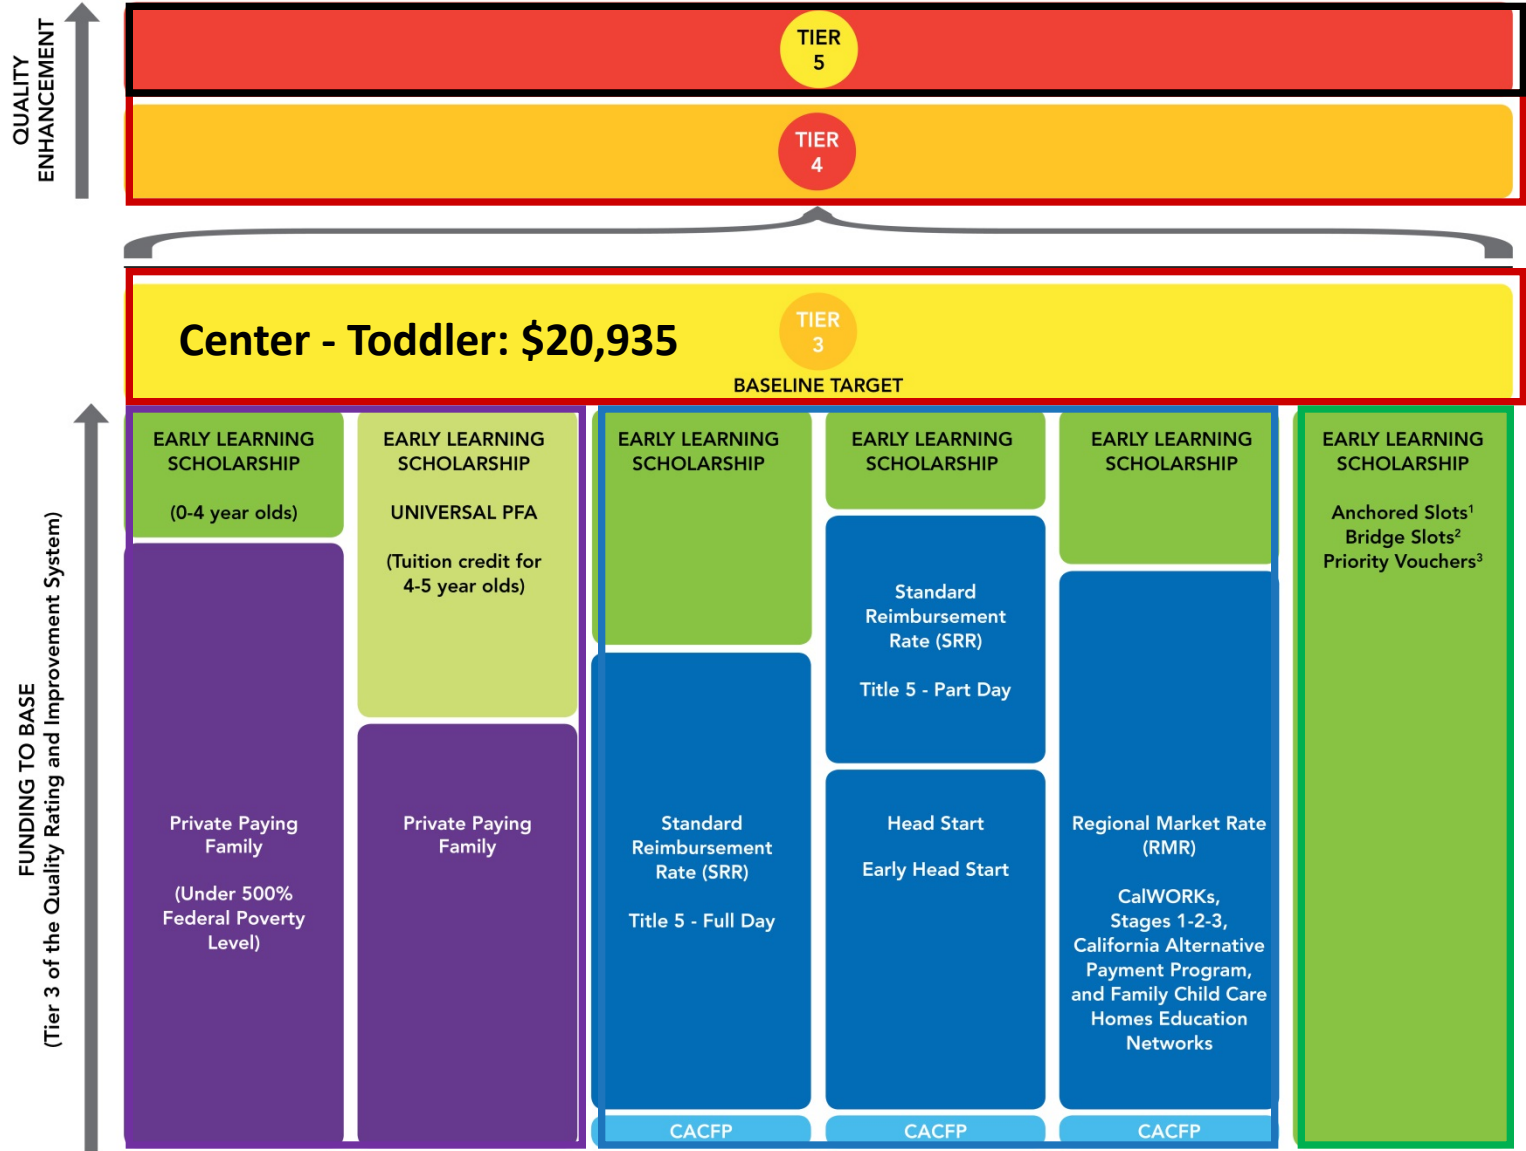 QUALITY
ENHANCEMENT
TIER
5
TIER
4
Center - Toddler: $20,935
TIER
3
BASELINE TARGET
FUNDING TO BASE
(Tier 3 of the Quality Rating and Improvement System)
EARLY LEARNING
SCHOLARSHIP
(0-4 year olds)
Private Paying
Family
(Under 500%
Federal Poverty
Level)
EARLY LEARNING
SCHOLARSHIP
UNIVERSAL PFA
(Tuition credit for
4-5 year olds)
Private Paying
Family
EARLY LEARNING
SCHOLARSHIP
Standard
Reimbursement
Rate (SRR)
Title 5 - Full Day
CACFP
EARLY LEARNING
SCHOLARSHIP
Standard
Reimbursement
Rate (SRR)
Title 5 - Part Day
Head Start
Early Head Start
CACFP
EARLY LEARNING
SCHOLARSHIP
Regional Market Rate
(RMR)
CalWORKs,
Stages 1-2-3,
California Alternative
Payment Program,
and Family Child Care
Homes Education
Networks
CACFP
EARLY LEARNING
SCHOLARSHIP
Anchored Slots¹
Bridge Slots²
Priority Vouchers³